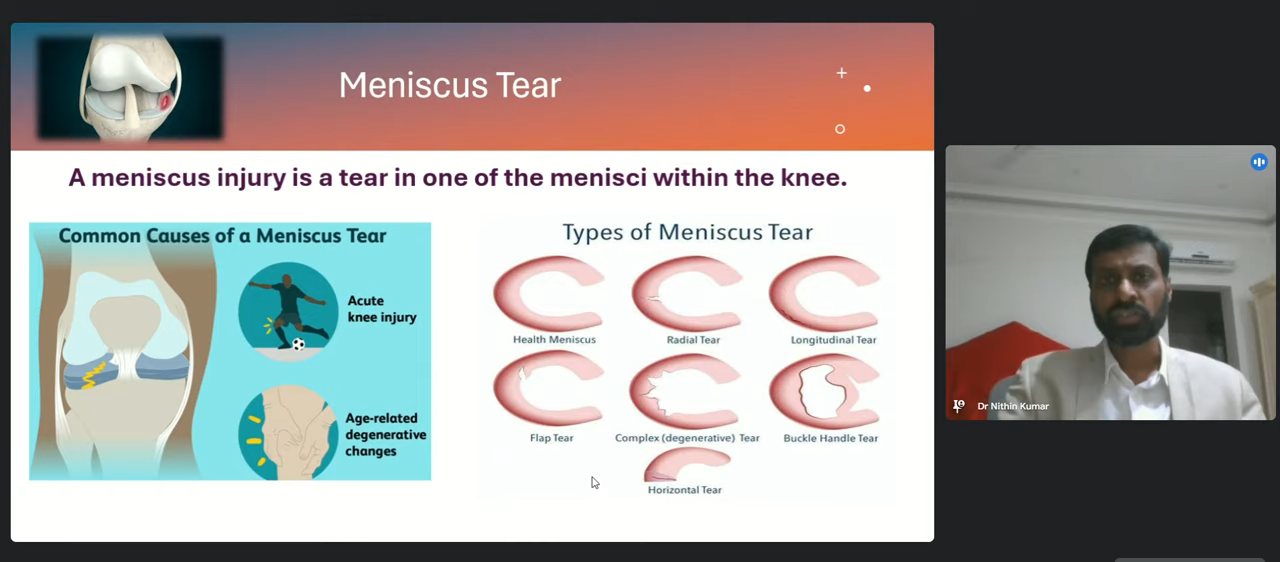 Meniscus Tear
A meniscus injury is a tear in one of the menisci within the knee.
Common Causes of a Meniscus Tear
Acute
knee injury
Age-related
degenerative
changes
Types of Meniscus Tear
Health Meniscus
Radial Tear
Longitudinal Tear
Flap Tear
Complex (degenerative) Tear
Buckle Handle Tear
Horizontal Tear
Dr Nithin Kumar